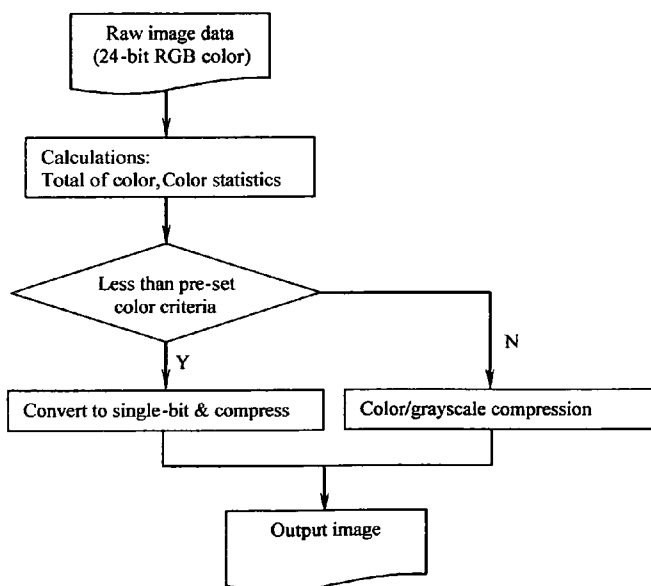 Raw image data
(24-bit RGB color)
Calculations:
Total of color,Color statistics
Less than pre-set
color criteria
Y
N
Convert to single-bit & compress
Color/grayscale compression
Output image